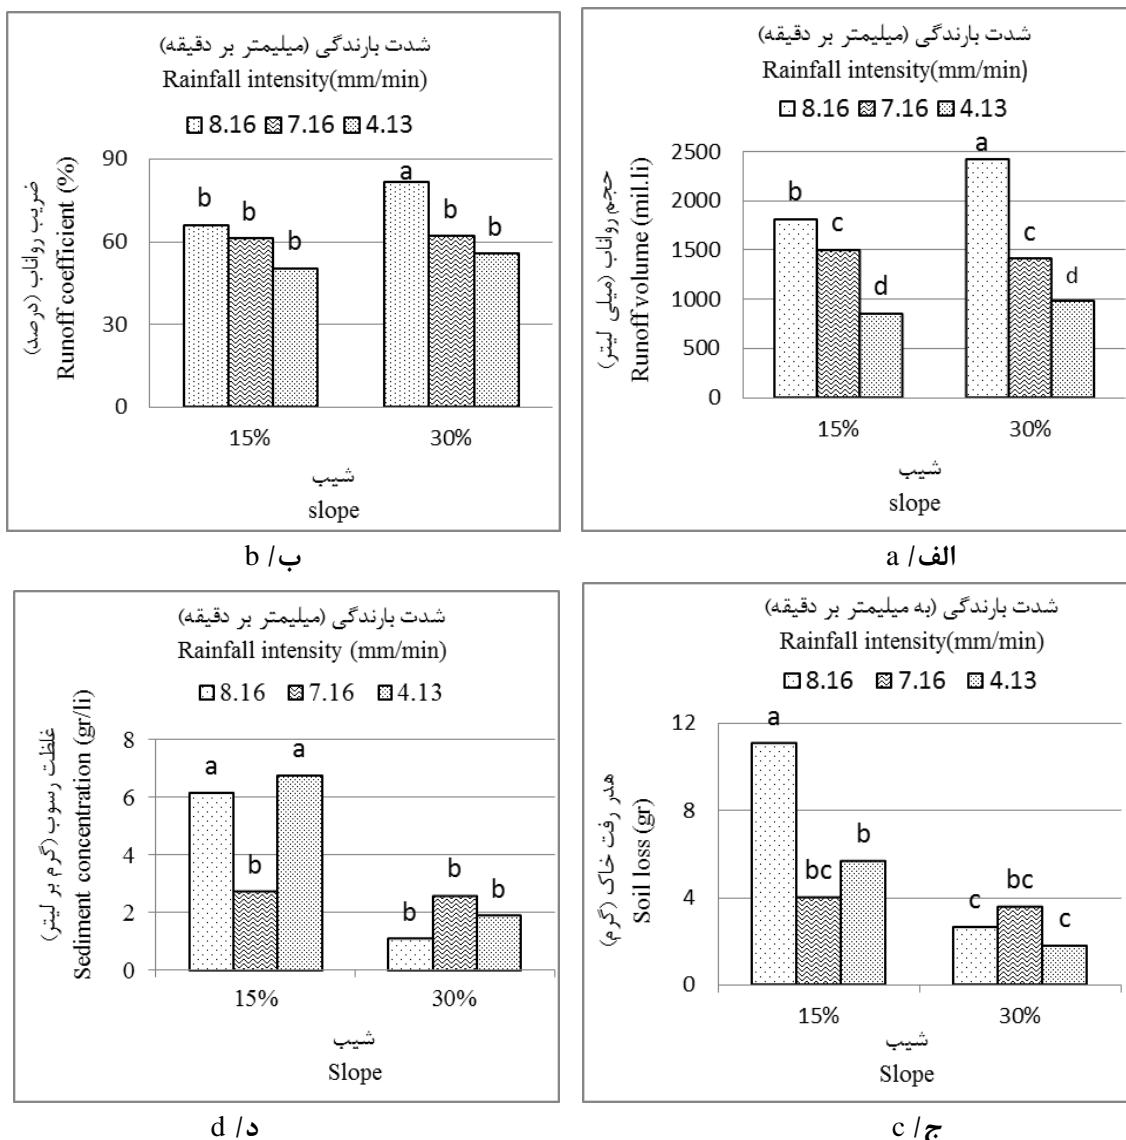 شدت بارندگی (میلیمتر بر دقیقه)
Rainfall intensity(mm/min)
8.16 7.16 4.13
حجم رواناب (میلی لیتر)
Runoff volume (mil.li)
2500
2000
1500
1000
500
0
b c d a c d
15% 30%
شیب
slope
الف/ a
شدت بارندگی (میلیمتر بر دقیقه)
Rainfall intensity(mm/min)
8.16 7.16 4.13
ضریب رواناب (درصد)
Runoff coefficient (%)
90
60
30
0
b b b a b b
15% 30%
شیب
slope
ب/ b
شدت بارندگی (به میلیمتر بر دقیقه)
Rainfall intensity(mm/min)
8.16 7.16 4.13
هدر رفت خاک (گرم)
Soil loss (gr)
12
8
4
0
a bc b c bc c
15% 30%
شیب
Slope
ج/ c
شدت بارندگی (میلیمتر بر دقیقه)
Rainfall intensity (mm/min)
8.16 7.16 4.13
غلظت رسوب (گرم بر لیتر)
Sediment concentration (gr/li)
8
6
4
2
0
a b a b b b
15% 30%
شیب
Slope
د/ d